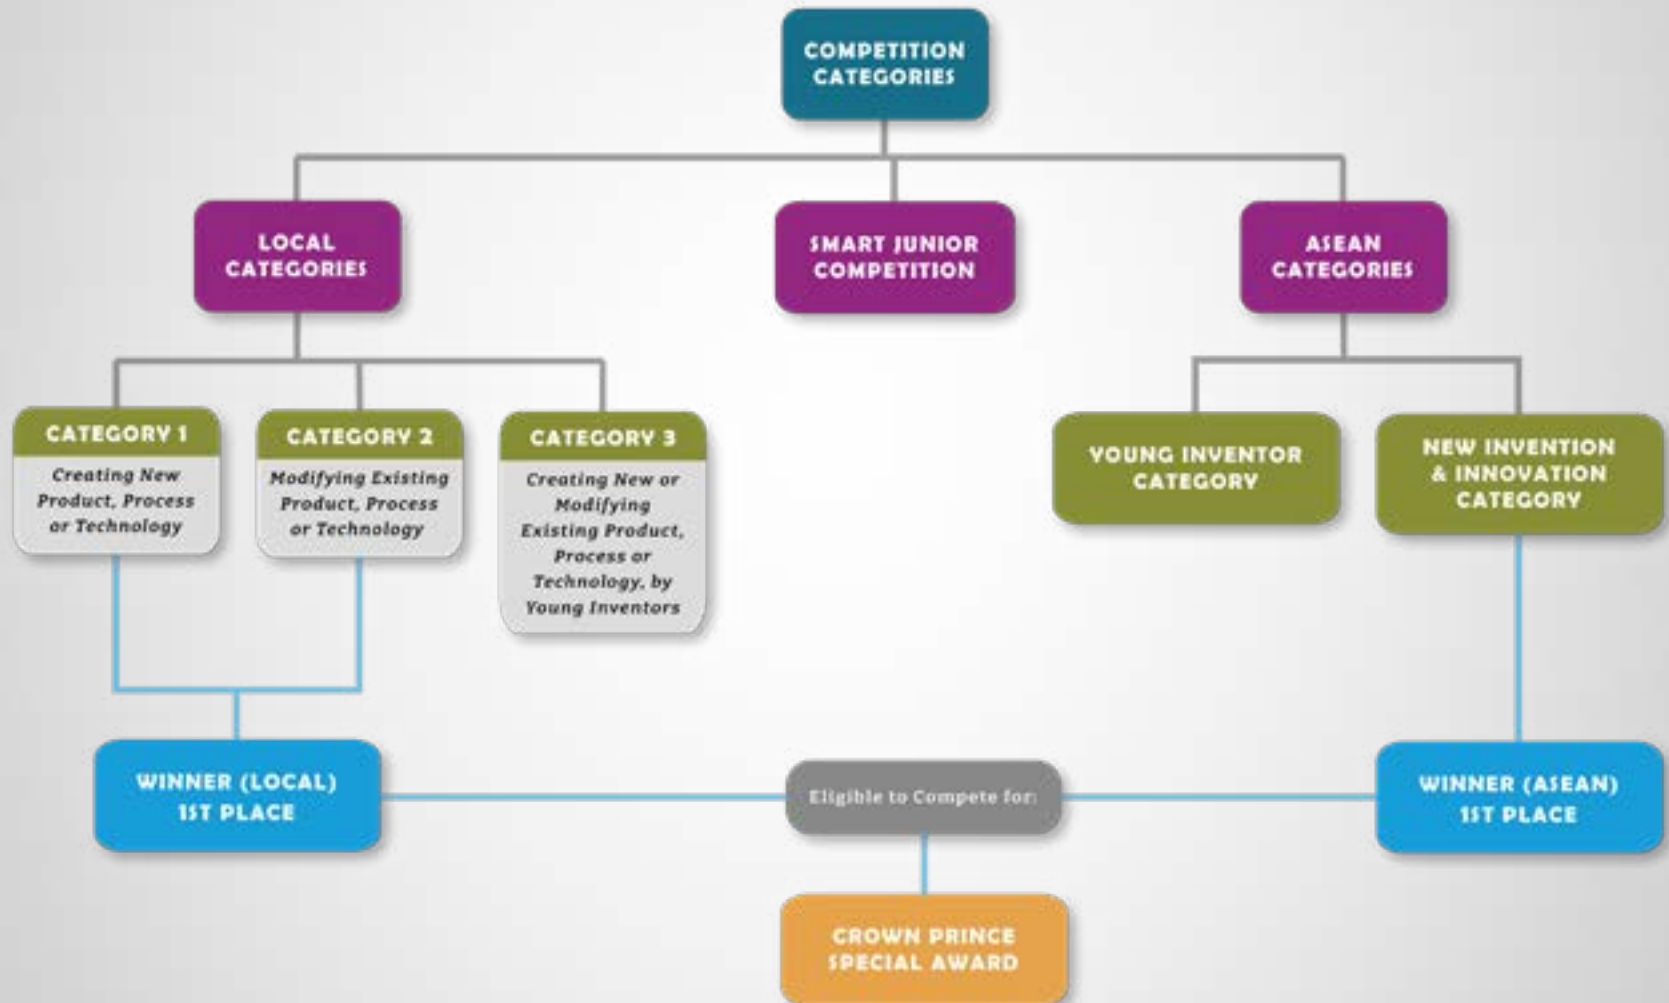 COMPETITION
CATEGORIES
LOCAL
CATEGORIES
SMART JUNIOR
COMPETITION
ASEAN
CATEGORIES
CATEGORY 1
Creating New
Product, Process
or Technology
CATEGORY 2
Modifying Existing
Product, Process
or Technology
CATEGORY 3
Creating New or
Modifying
Existing Product,
Process or
Technology, by
Young Inventors
YOUNG INVENTOR
CATEGORY
NEW INVENTION
& INNOVATION
CATEGORY
WINNER (LOCAL)
1ST PLACE
Eligible to Compete for:
WINNER (ASEAN)
1ST PLACE
CROWN PRINCE
SPECIAL AWARD